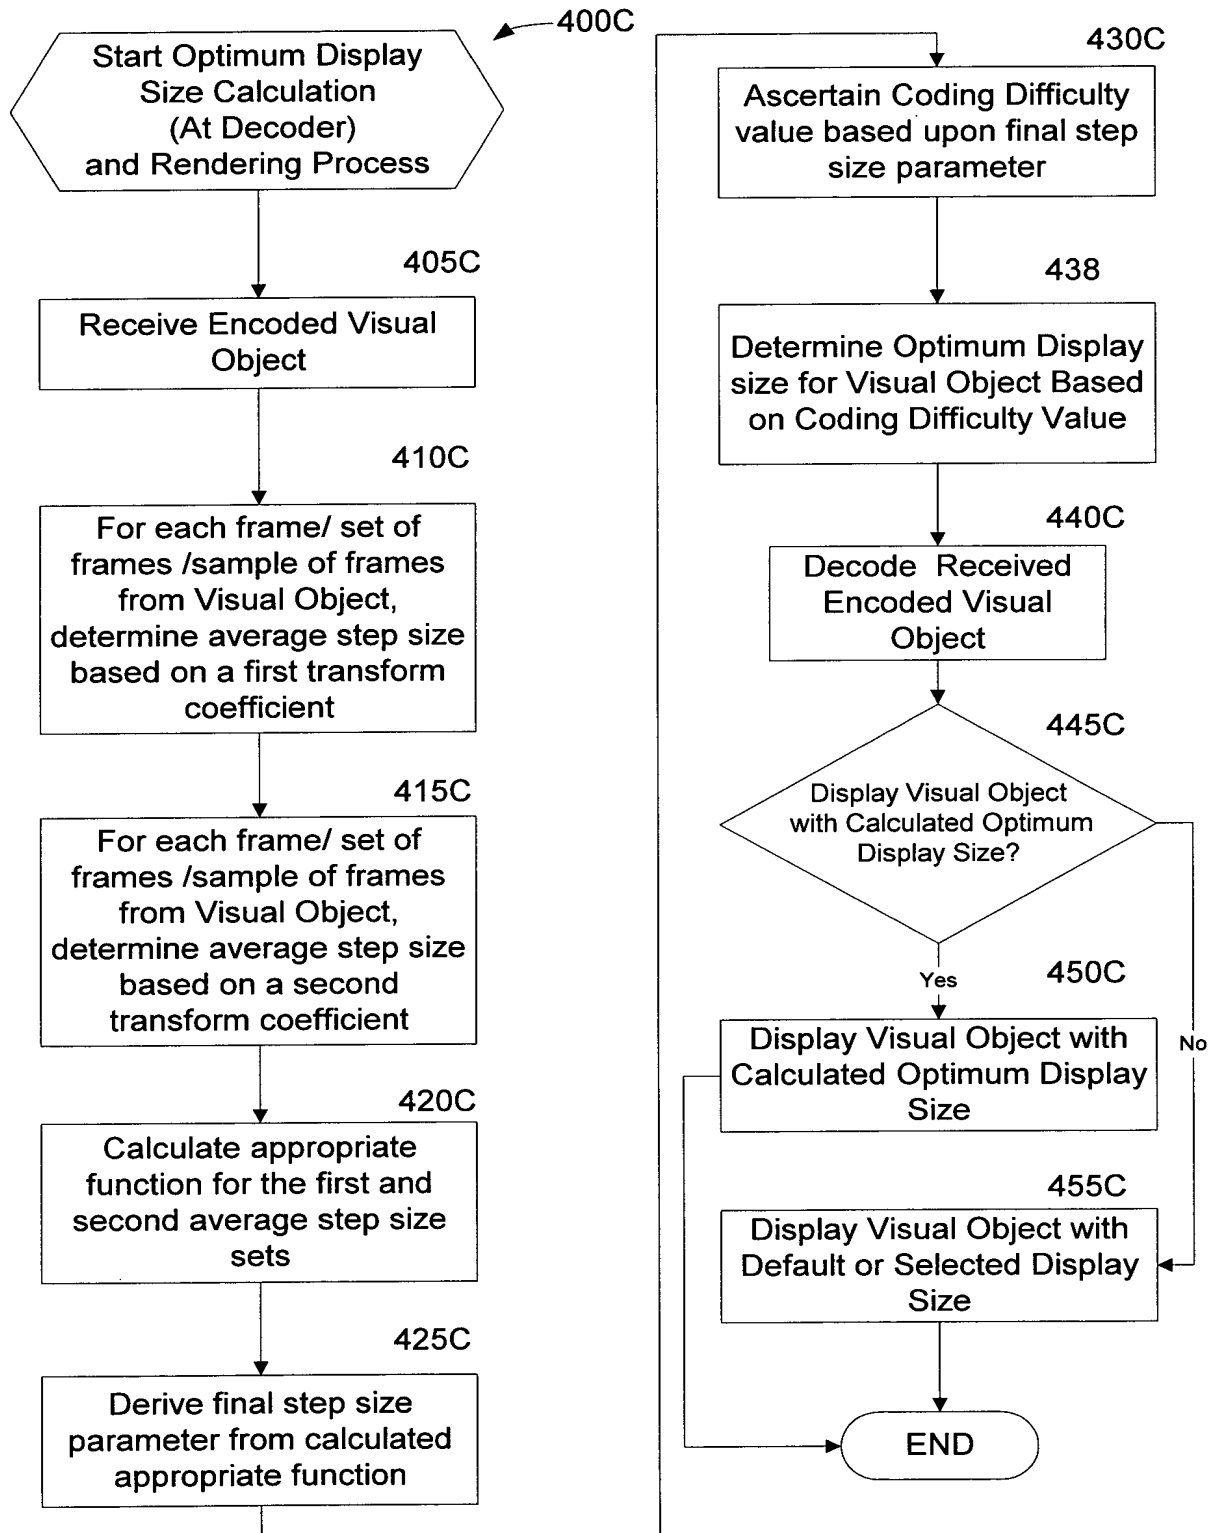 400C
Start Optimum Display
Size Calculation
(At Decoder)
and Rendering Process
405C
Receive Encoded Visual
Object
410C
For each frame/ set of
frames /sample of frames
from Visual Object,
determine average step size
based on a first transform
coefficient
415C
For each frame/ set of
frames /sample of frames
from Visual Object,
determine average step size
based on a second
transform coefficient
420C
Calculate appropriate
function for the first and
second average step size
sets
425C
Derive final step size
parameter from calculated
appropriate function
430C
Ascertain Coding Difficulty
value based upon final step
size parameter
438
Determine Optimum Display
size for Visual Object Based
on Coding Difficulty Value
440C
Decode Received
Encoded Visual
Object
445C
Display Visual Object
with Calculated Optimum
Display Size?
Yes
No
450C
Display Visual Object with
Calculated Optimum Display
Size
455C
Display Visual Object with
Default or Selected Display
Size
END